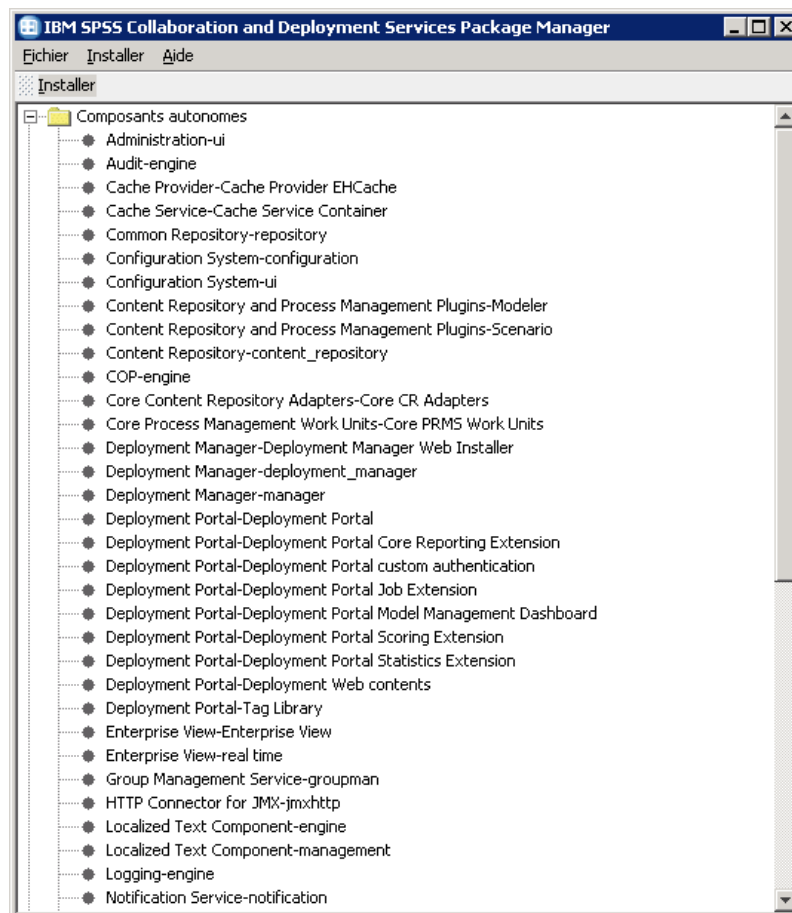 IBM SPSS Collaboration and Deployment Services Package Manager
Fichier Installer Aide
Installer
Composants autonomes
Administration-ui
Audit-engine
Cache Provider-Cache Provider EHCache
Cache Service-Cache Service Container
Common Repository-repository
Configuration System-configuration
Configuration System-ui
Content Repository and Process Management Plugins-Modeler
Content Repository and Process Management Plugins-Scenario
Content Repository-content_repository
COP-engine
Core Content Repository Adapters-Core CR Adapters
Core Process Management Work Units-Core PRMS Work Units
Deployment Manager-Deployment Manager Web Installer
Deployment Manager-deployment_manager
Deployment Manager-manager
Deployment Portal-Deployment Portal
Deployment Portal-Deployment Portal Core Reporting Extension
Deployment Portal-Deployment Portal custom authentication
Deployment Portal-Deployment Portal Job Extension
Deployment Portal-Deployment Portal Model Management Dashboard
Deployment Portal-Deployment Portal Scoring Extension
Deployment Portal-Deployment Portal Statistics Extension
Deployment Portal-Deployment Web contents
Deployment Portal-Tag Library
Enterprise View-Enterprise View
Enterprise View-real time
Group Management Service-groupman
HTTP Connector for JMX-jmxhttp
Localized Text Component-engine
Localized Text Component-management
Logging-engine
Notification Service-notification